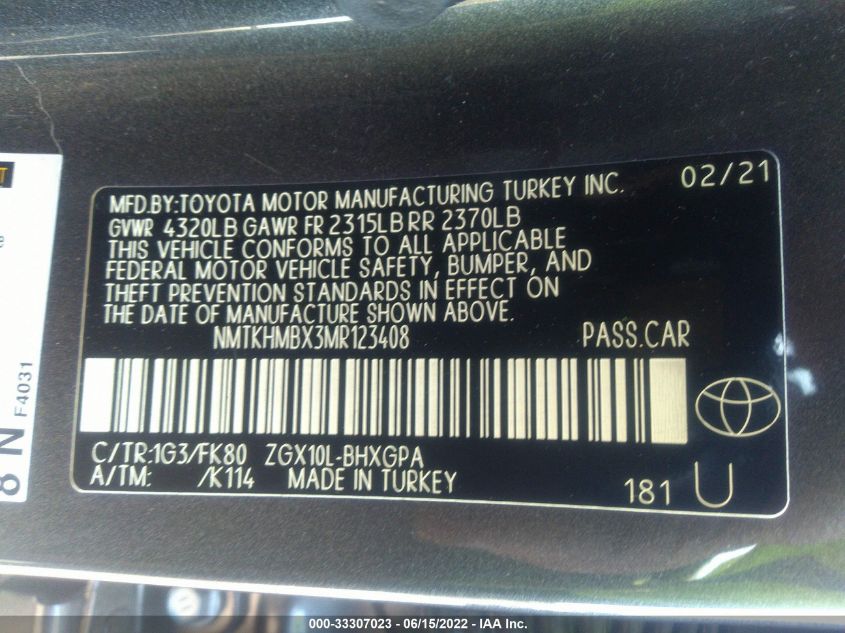 MFD.BY:TOYOTA MOTOR MANUFACTURING TURKEY INC. 02/21
GVWR 4320LB GAWR FR 2315LB RR 2370LB
THIS VEHICLE CONFORMS TO ALL APPLICABLE
FEDERAL MOTOR VEHICLE SAFETY, BUMPER, AND
THEFT PREVENTION STANDARDS IN EFFECT ON
THE DATE OF MANUFACTURE SHOWN ABOVE.
NMTKHMBX3MR123408 PASS.CAR
C/TR:1G3/FK80 ZGX10L-BHXGPA
A/TM: /K114 MADE IN TURKEY
181 U
8 N
F4031
000-33307023 - 06/15/2022 - IAA Inc.